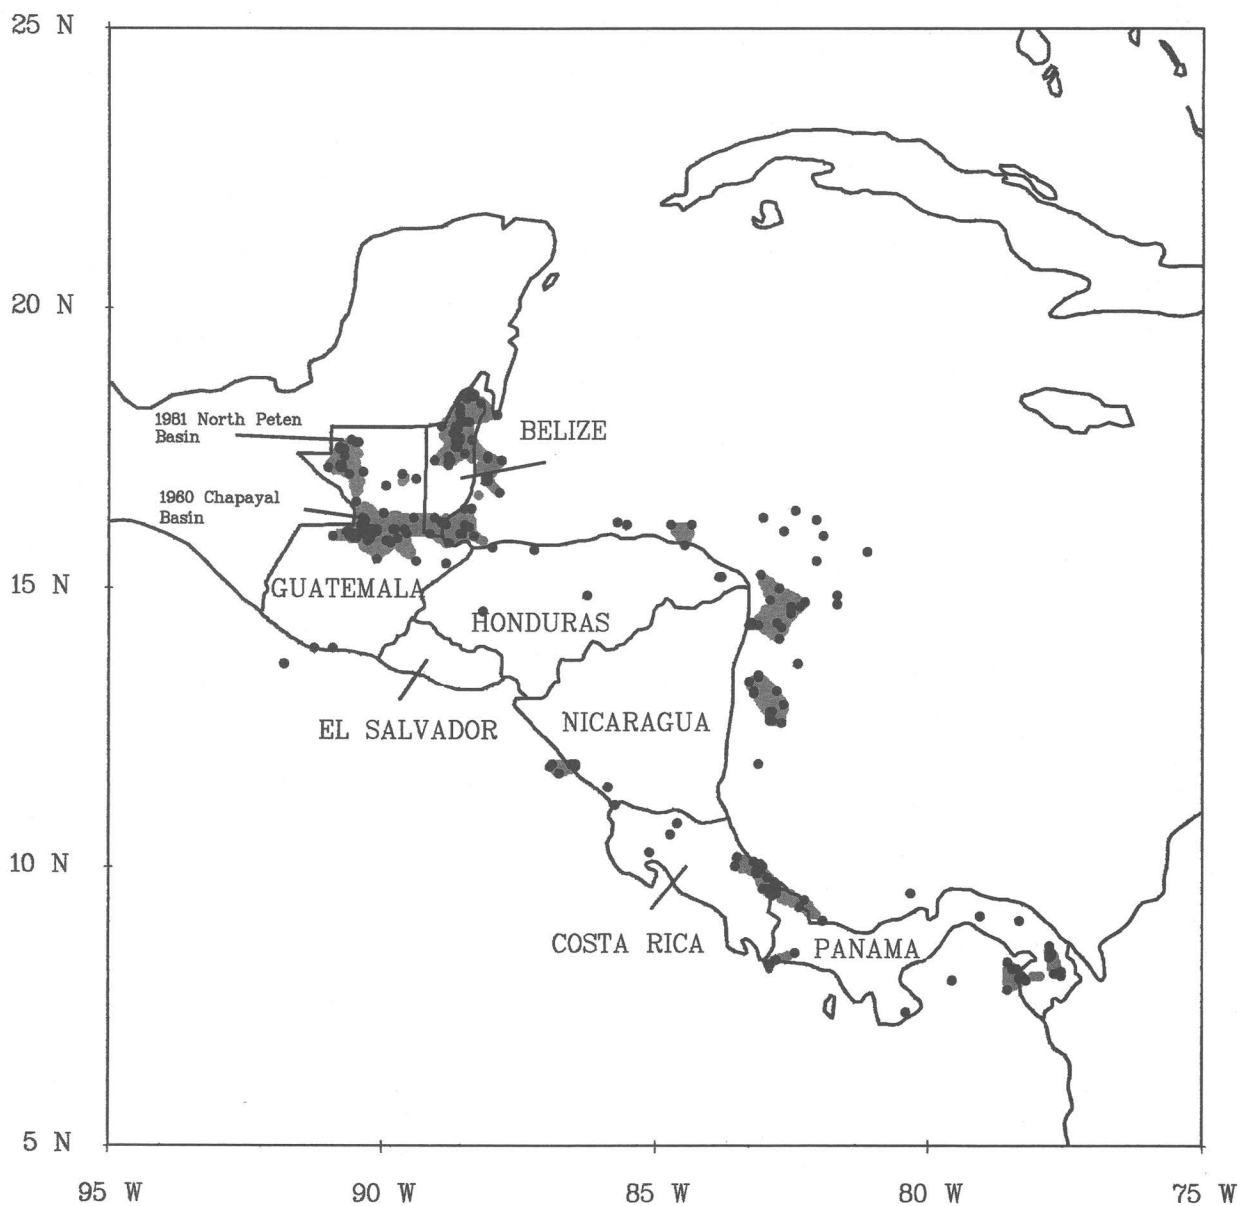 25 N
20 N
1981 North Peten
Basin
BELIZE
1960 Chapayal
Basin
15 N
GUATEMALA
HONDURAS
EL SALVADOR
NICARAGUA
10 N
COSTA RICA
PANAMA
5 N
95 W
90 W
85 W
80 W
75 W